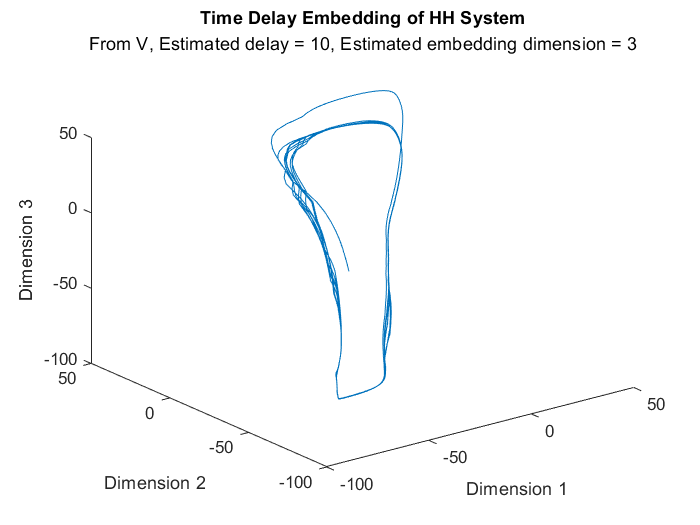 Time Delay Embedding of HH System
From V, Estimated delay = 10, Estimated embedding dimension = 3
50
0
-50
-100
Dimension 3
50
0
-50
-100
Dimension 2
-100
-50
0
50
Dimension 1